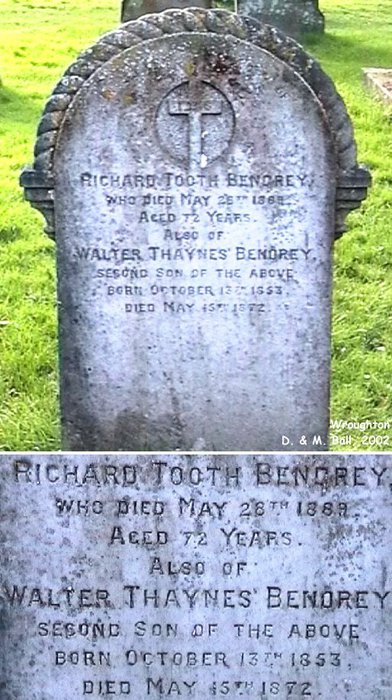 RICHARD TOOTH BENDREY,
WHO DIED MAY 28TH 1889.
AGED 72 YEARS.
ALSO OF
WALTER THAYNES BENDREY,
SECOND SON OF THE ABOVE
BORN OCTOBER 13TH 1853,
DIED MAY 15TH 1872.
Wroughton
D. & M. Ball, 2002
RICHARD TOOTH BENDREY,
WHO DIED MAY 28TH 1889.
AGED 72 YEARS.
ALSO OF
WALTER THAYNES BENDREY
SECOND SON OF THE ABOVE
BORN OCTOBER 13TH 1853,
DIED MAY 15TH 1872